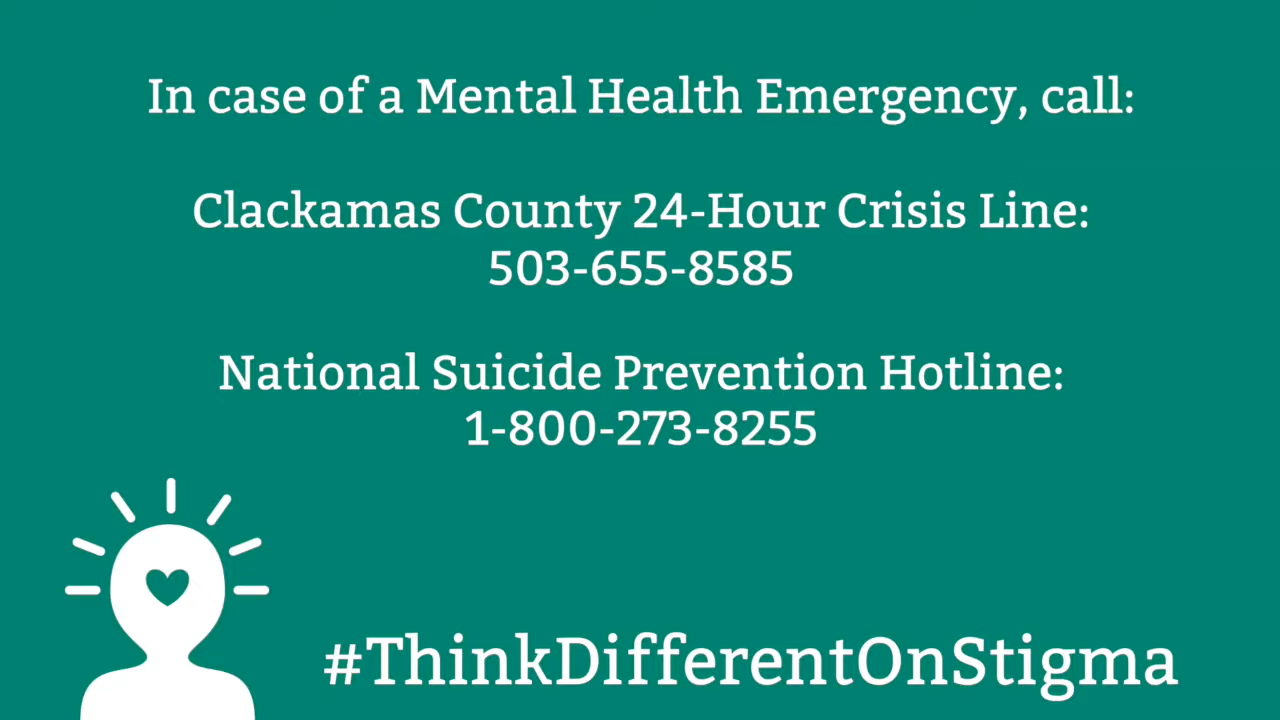 In case of a Mental Health Emergency, call:
Clackamas County 24-Hour Crisis Line:
503-655-8585
National Suicide Prevention Hotline:
1-800-273-8255
#ThinkDifferentOnStigma